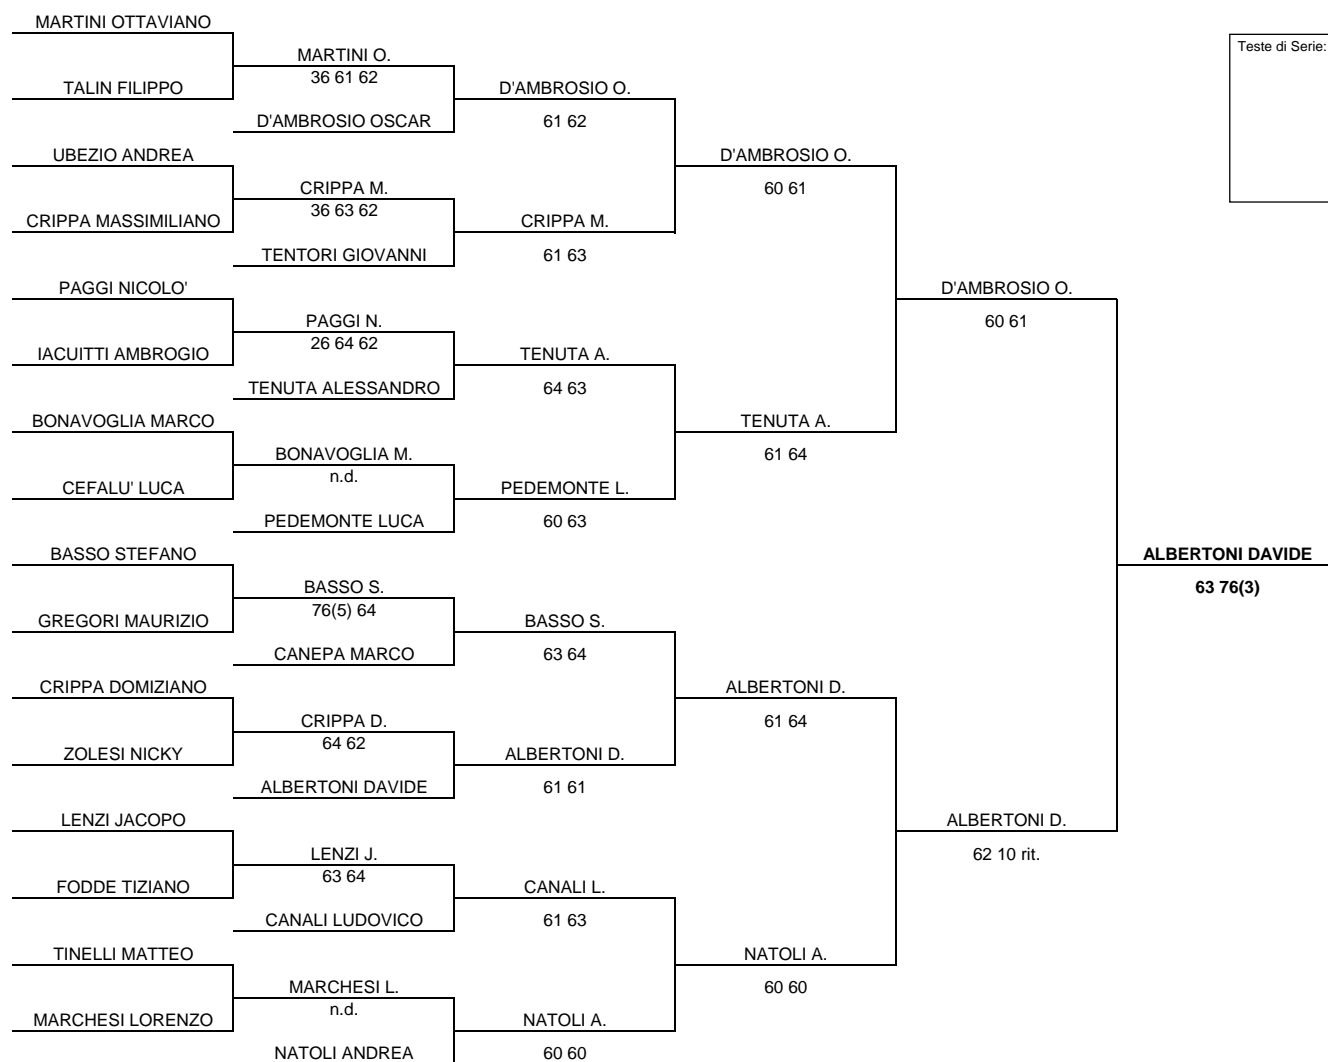 MARTINI OTTAVIANO
Teste di Serie:
MARTINI O.
36 61 62
TALIN FILIPPO
D'AMBROSIO O.
D'AMBROSIO OSCAR
61 62
UBEZIO ANDREA
D'AMBROSIO O.
CRIPPA M.
60 61
36 63 62
CRIPPA MASSIMILIANO
CRIPPA M.
TENTORI GIOVANNI
61 63
PAGGI NICOLO'
D'AMBROSIO O.
PAGGI N.
60 61
26 64 62
IACUITTI AMBROGIO
TENUTA A.
TENUTA ALESSANDRO
64 63
BONAVOGLIA MARCO
TENUTA A.
BONAVOGLIA M.
61 64
n.d.
CEFALU' LUCA
PEDEMONTE L.
PEDEMONTE LUCA
60 63
BASSO STEFANO
ALBERTONI DAVIDE
BASSO S.
63 76(3)
76(5) 64
GREGORI MAURIZIO
BASSO S.
CANEPA MARCO
63 64
CRIPPA DOMIZIANO
ALBERTONI D.
CRIPPA D.
61 64
64 62
ZOLESI NICKY
ALBERTONI D.
ALBERTONI DAVIDE
61 61
LENZI JACOPO
ALBERTONI D.
LENZI J.
62 10 rit.
63 64
FODDE TIZIANO
CANALI L.
CANALI LUDOVICO
61 63
TINELLI MATTEO
NATOLI A.
MARCHESI L.
60 60
n.d.
MARCHESI LORENZO
NATOLI A.
NATOLI ANDREA
60 60